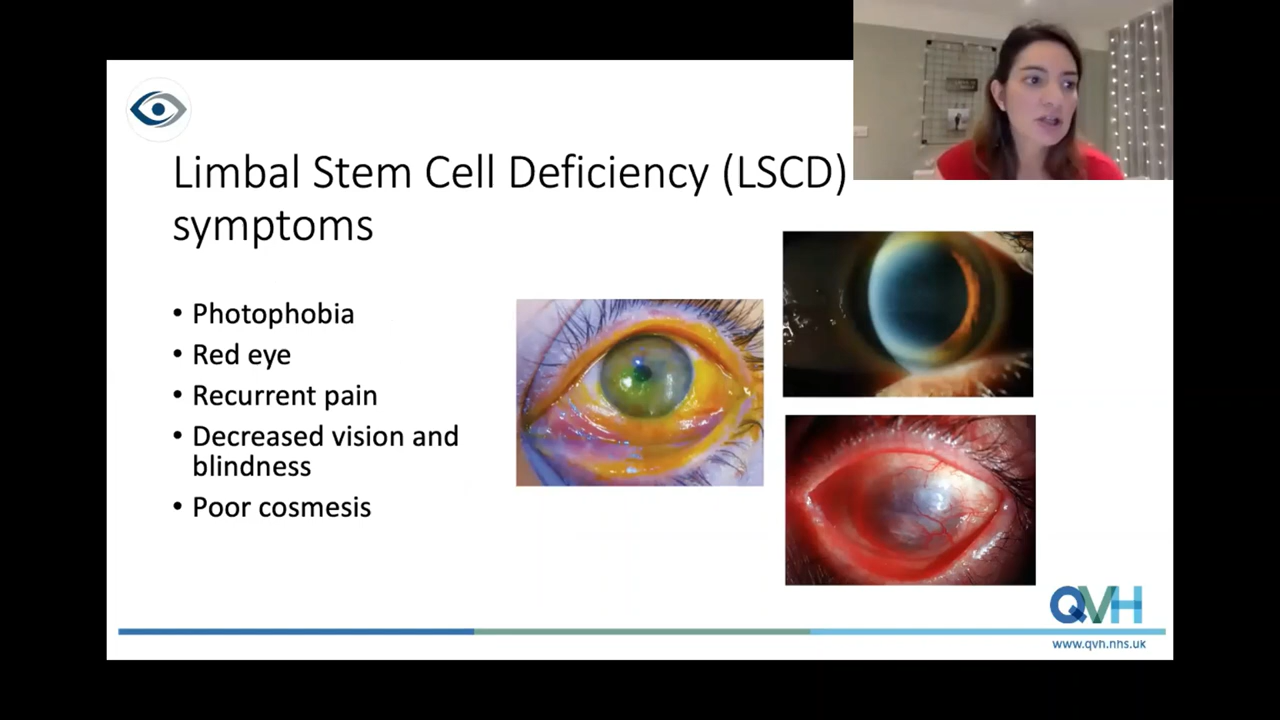 Limbal Stem Cell Deficiency (LSCD)
symptoms
• Photophobia
• Red eye
• Recurrent pain
• Decreased vision and
blindness
• Poor cosmesis
QVH
www.qvh.nhs.uk